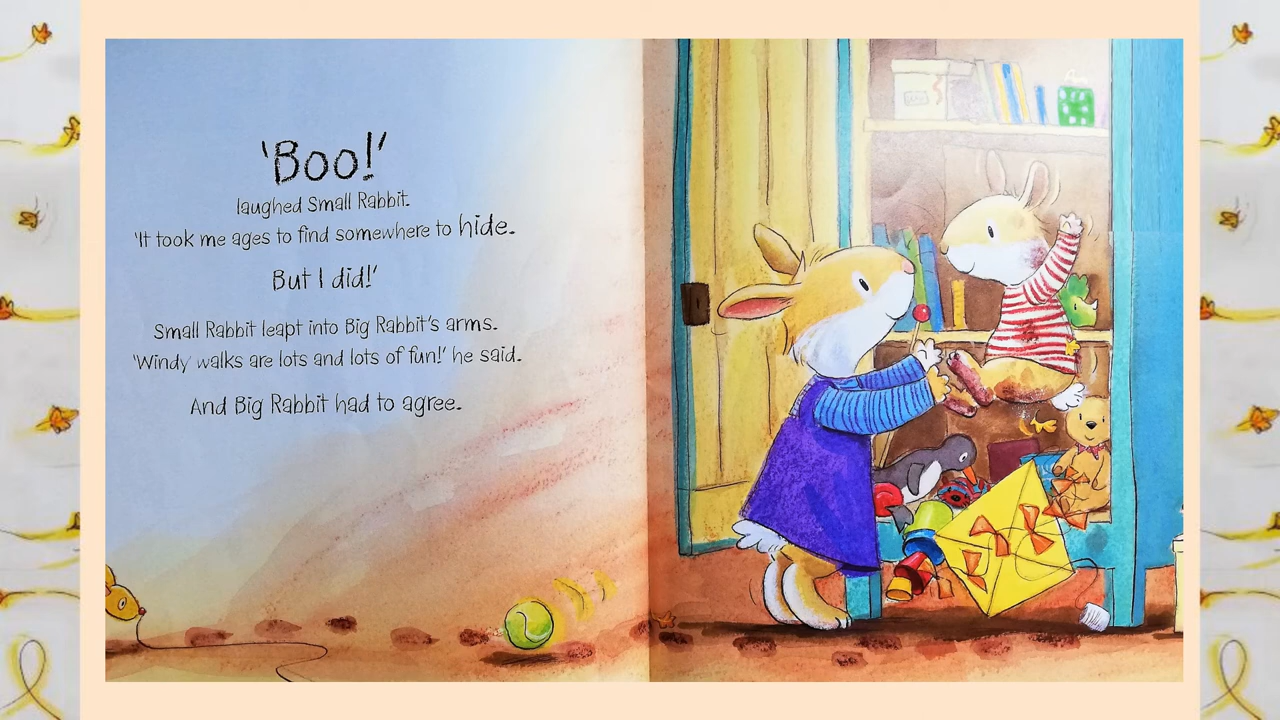 'Boo!'
laughed Small Rabbit.
'It took me ages to find somewhere to hide.
But I did!'
Small Rabbit leapt into Big Rabbit's arms.
'Windy walks are lots and lots of fun!' he said.
And Big Rabbit had to agree.